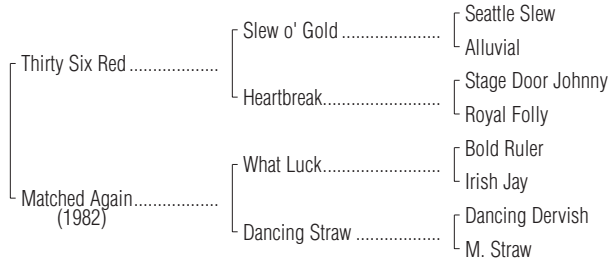 Seattle Slew
Slew o' Gold ....................
Alluvial
Thirty Six Red ..................
Stage Door Johnny
Heartbreak........................
Royal Folly
Bold Ruler
What Luck........................
Irish Jay
Matched Again.................
(1982)
Dancing Dervish
Dancing Straw .................
M. Straw